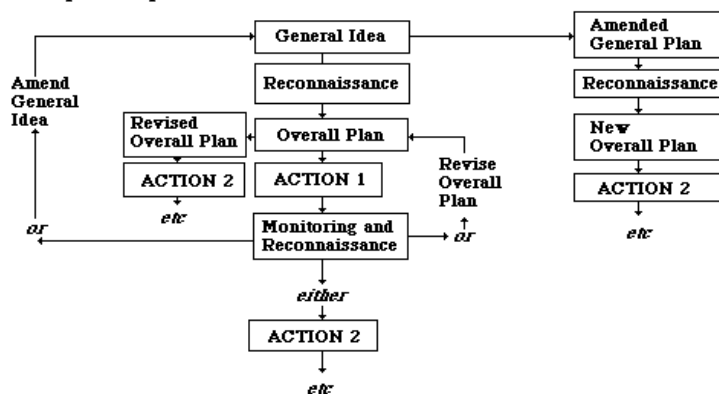 General Idea
Amended
General Plan
Reconnaissance
Reconnaissance
Amend
General
Idea
Revised
Overall Plan
Overall Plan
New
Overall Plan
Revise
Overall
Plan
ACTION 2
ACTION 1
ACTION 2
etc
or
Monitoring and
Reconnaissance
or
etc
either
ACTION 2
etc